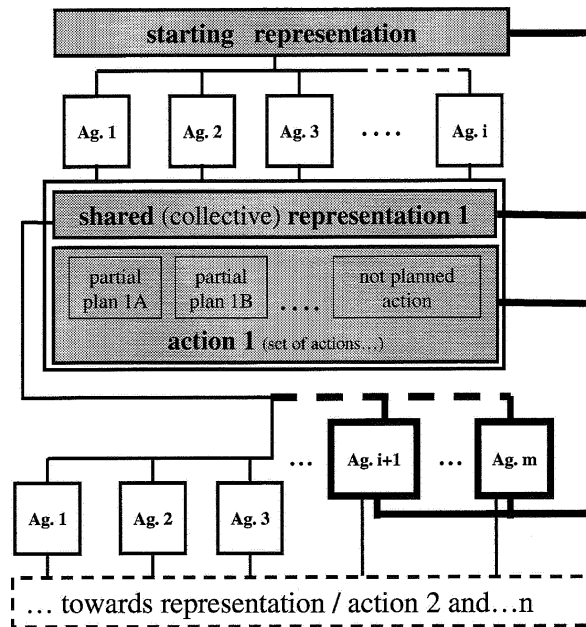 starting representation
Ag. 1 Ag. 2 Ag. 3 .... Ag. i
shared (collective) representation 1
partial plan 1A
partial plan 1B
....
not planned action
action 1 (set of actions...)
... Ag. i+1 ... Ag. m
Ag. 1 Ag. 2 Ag. 3
... towards representation / action 2 and...n